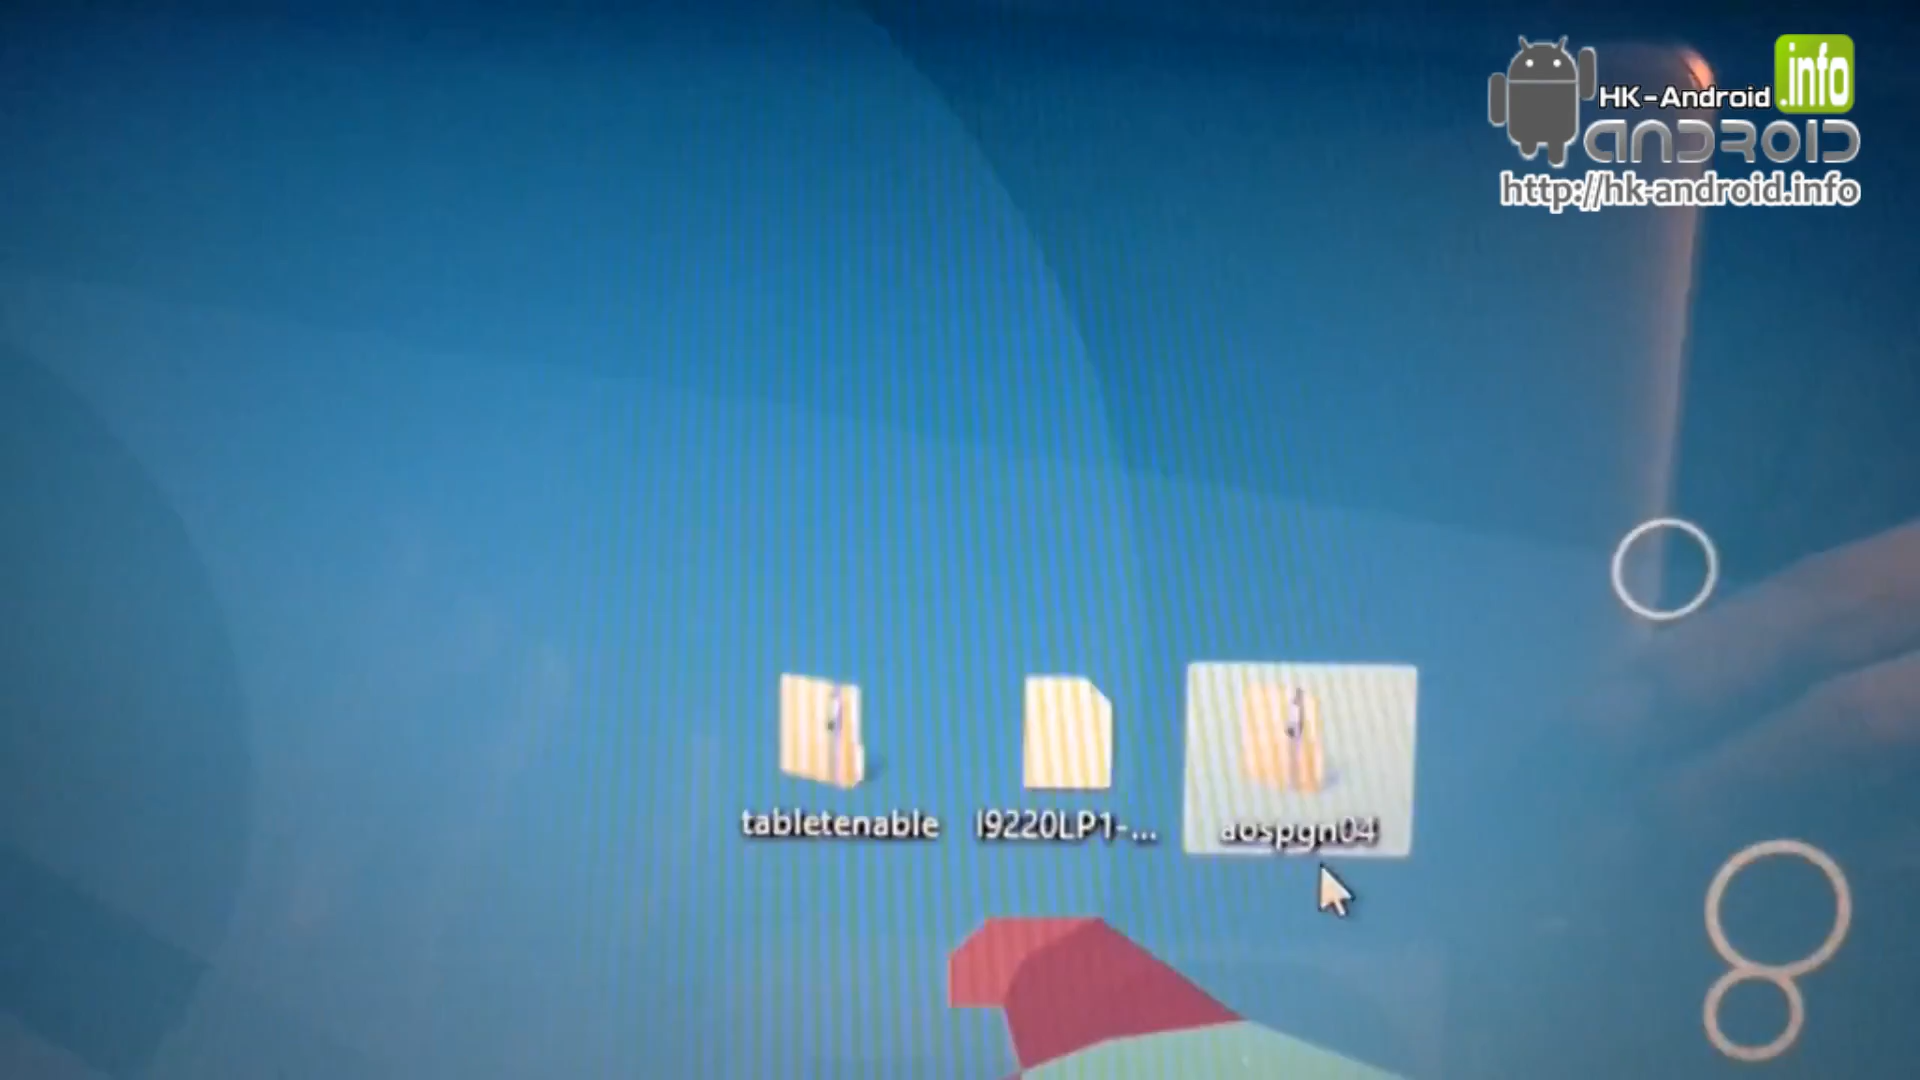 HK-Android .info
ANDROID
http://hk-android.info
tabletenable
I9220LP1-...
aospgn04